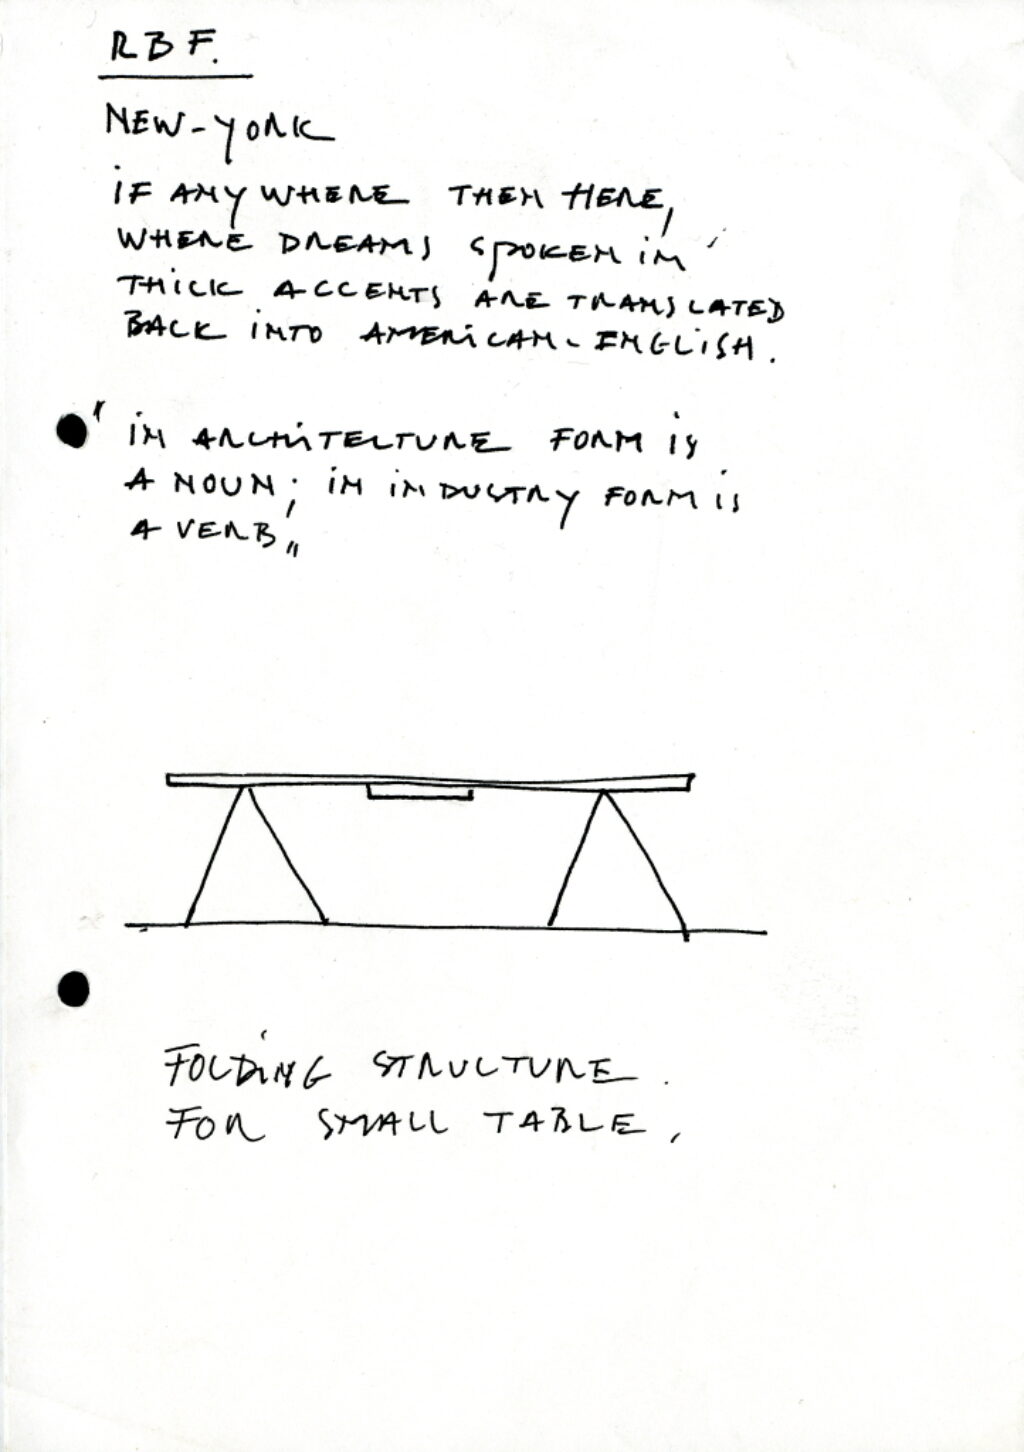 RBF.
NEW-YORK
IF ANYWHERE THEN HERE,
WHERE DREAMS SPOKEN IN
THICK ACCENTS ARE TRANSLATED
BACK INTO AMERICAN-ENGLISH.
"IN ARCHITECTURE FORM IS
A NOUN; IN INDUSTRY FORM IS
A VERB"
FOLDING STRUCTURE.
FOR SMALL TABLE,